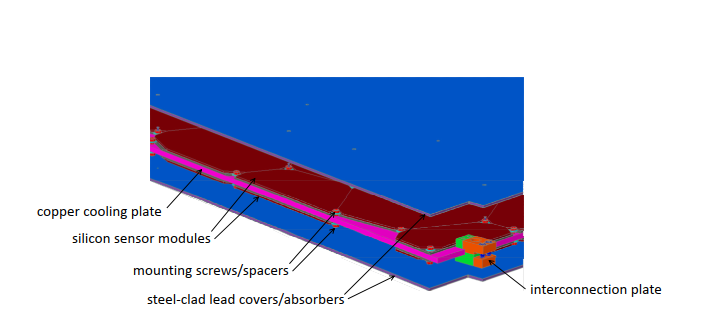 copper cooling plate
silicon sensor modules
mounting screws/spacers
steel-clad lead covers/absorbers
interconnection plate